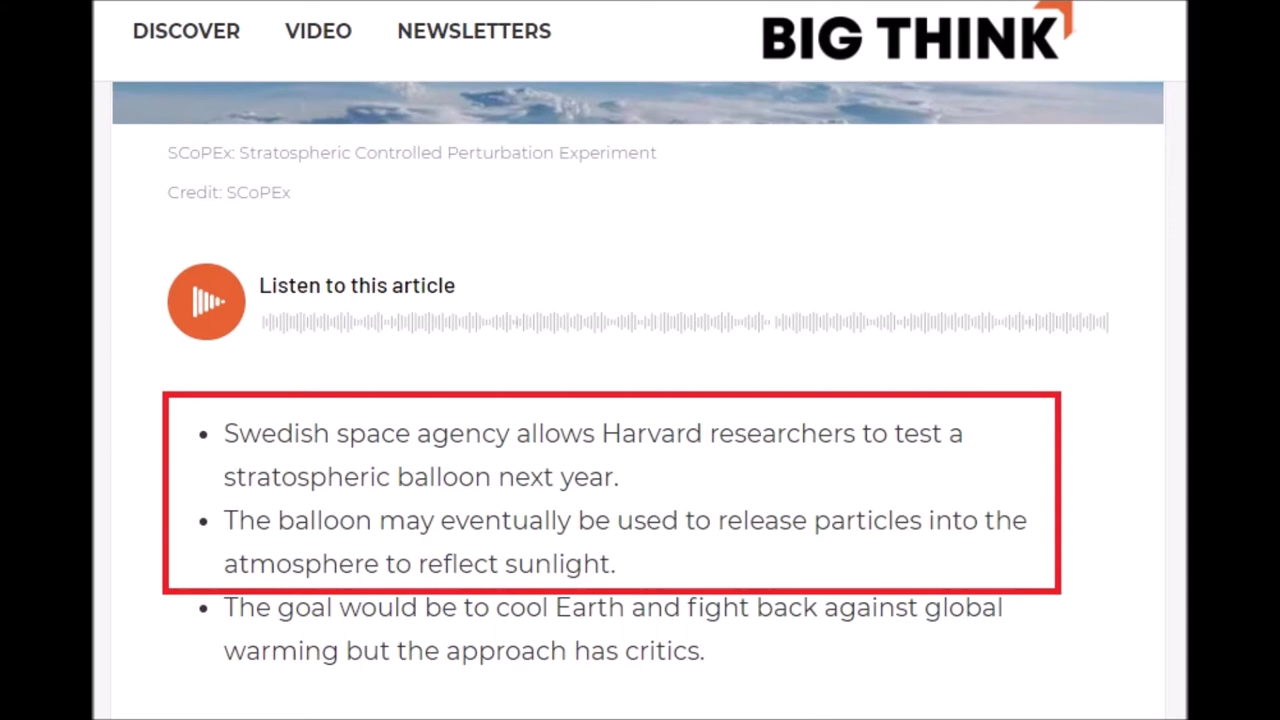 DISCOVER VIDEO NEWSLETTERS BIG THINK
SCoPEx: Stratospheric Controlled Perturbation Experiment
Credit: SCoPEx
Listen to this article
• Swedish space agency allows Harvard researchers to test a
stratospheric balloon next year.
• The balloon may eventually be used to release particles into the
atmosphere to reflect sunlight.
• The goal would be to cool Earth and fight back against global
warming but the approach has critics.